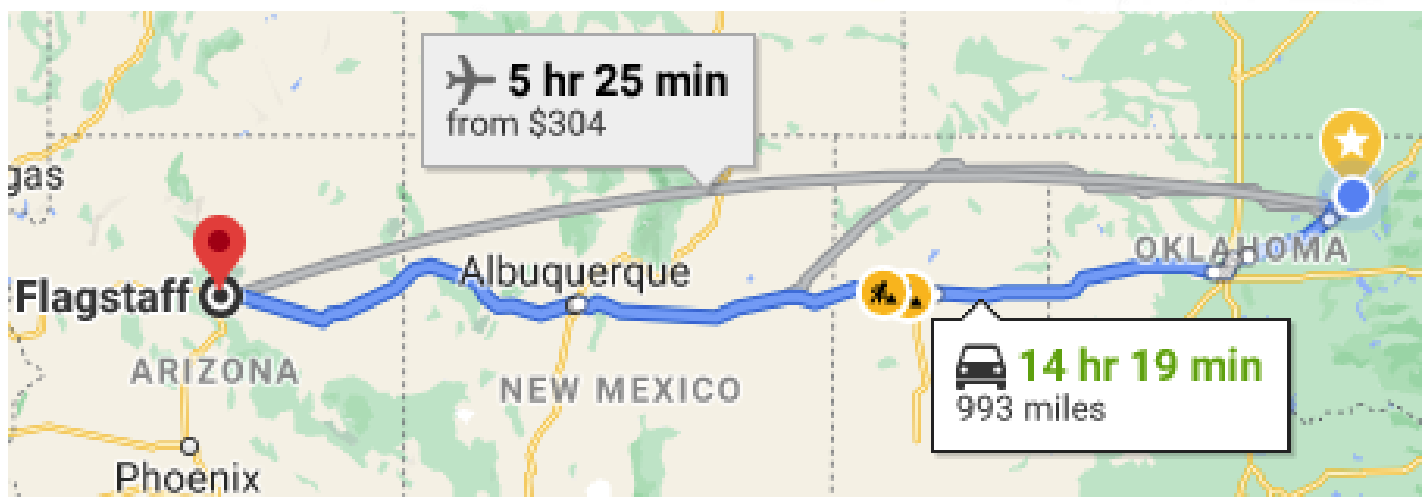 5 hr 25 min
from $304
gas
OKLAHOMA
Albuquerque
Flagstaff
ARIZONA
NEW MEXICO
14 hr 19 min
993 miles
Phoenix